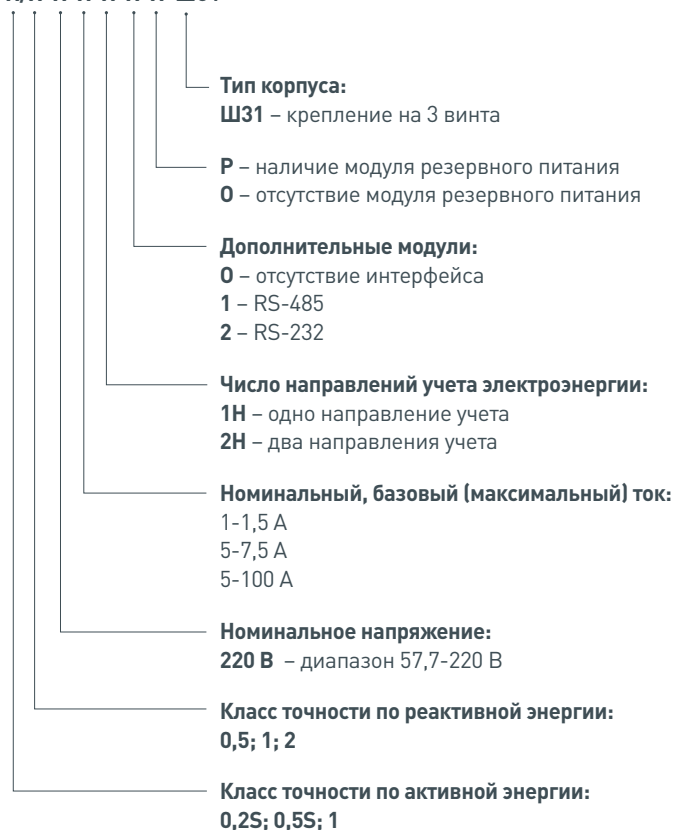 Тип корпуса:
Ш31 – крепление на 3 винта
Р – наличие модуля резервного питания
О – отсутствие модуля резервного питания
Дополнительные модули:
0 – отсутствие интерфейса
1 – RS-485
2 – RS-232
Число направлений учета электроэнергии:
1Н – одно направление учета
2Н – два направления учета
Номинальный, базовый (максимальный) ток:
1-1,5 А
5-7,5 А
5-100 А
Номинальное напряжение:
220 В – диапазон 57,7-220 В
Класс точности по реактивной энергии:
0,5; 1; 2
Класс точности по активной энергии:
0,2S; 0,5S; 1